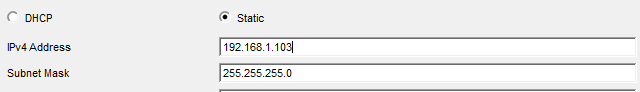 DHCP Static
IPv4 Address 192.168.1.103
Subnet Mask 255.255.255.0